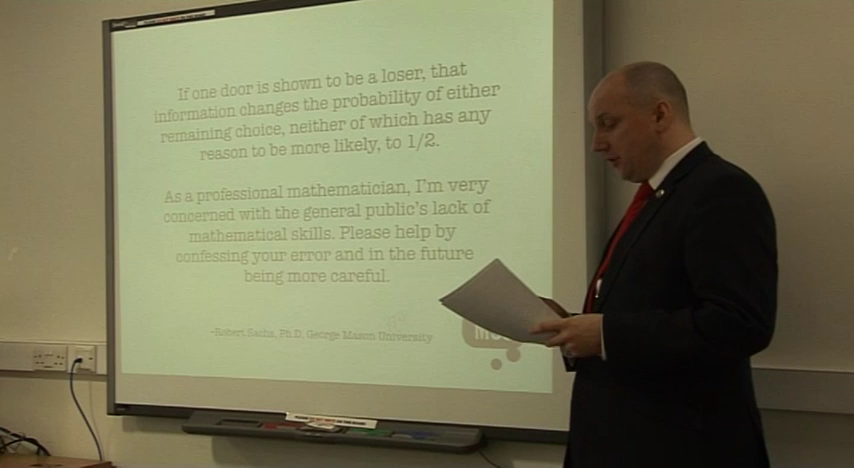 If one door is shown to be a loser, that
information changes the probability of either
remaining choice, neither of which has any
reason to be more likely, to 1/2.
As a professional mathematician, I'm very
concerned with the general public's lack of
mathematical skills. Please help by
confessing your error and in the future
being more careful.
-Robert Sachs, Ph.D, George Mason University